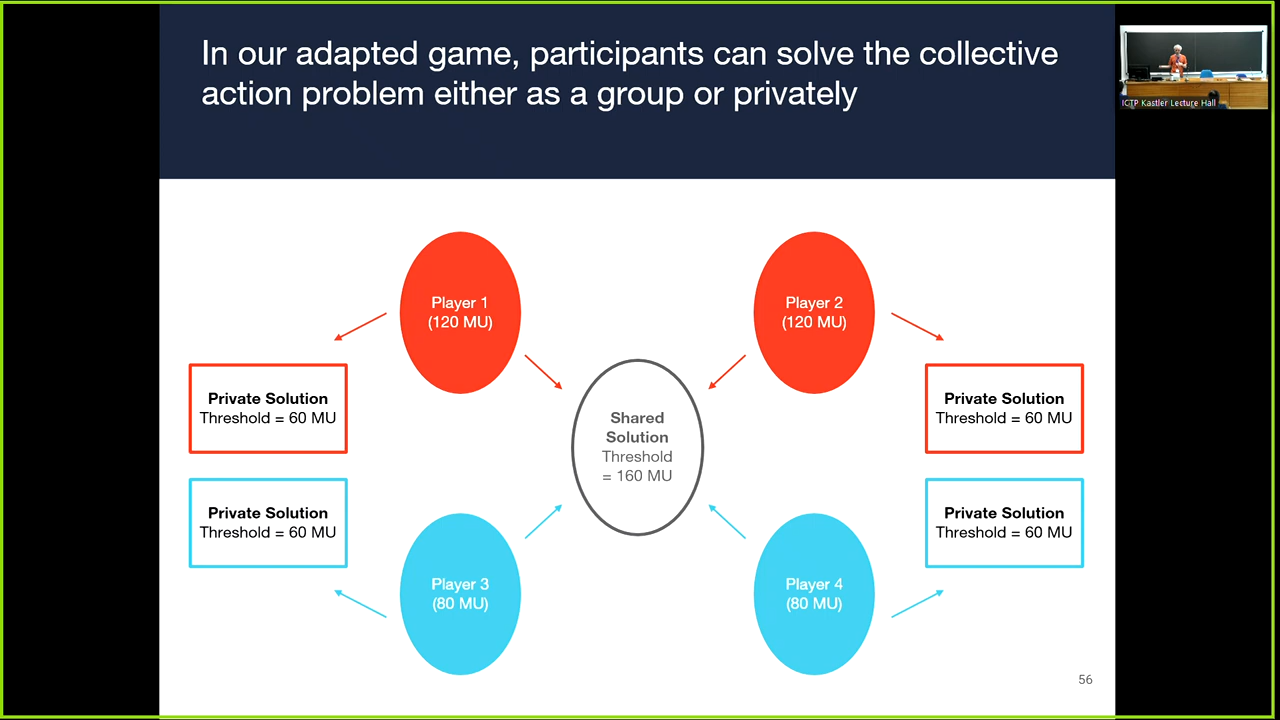 In our adapted game, participants can solve the collective
action problem either as a group or privately
ICTP Kastler Lecture Hall
Player 1
(120 MU)
Player 2
(120 MU)
Private Solution
Threshold = 60 MU
Shared
Solution
Threshold
= 160 MU
Private Solution
Threshold = 60 MU
Private Solution
Threshold = 60 MU
Private Solution
Threshold = 60 MU
Player 3
(80 MU)
Player 4
(80 MU)
56